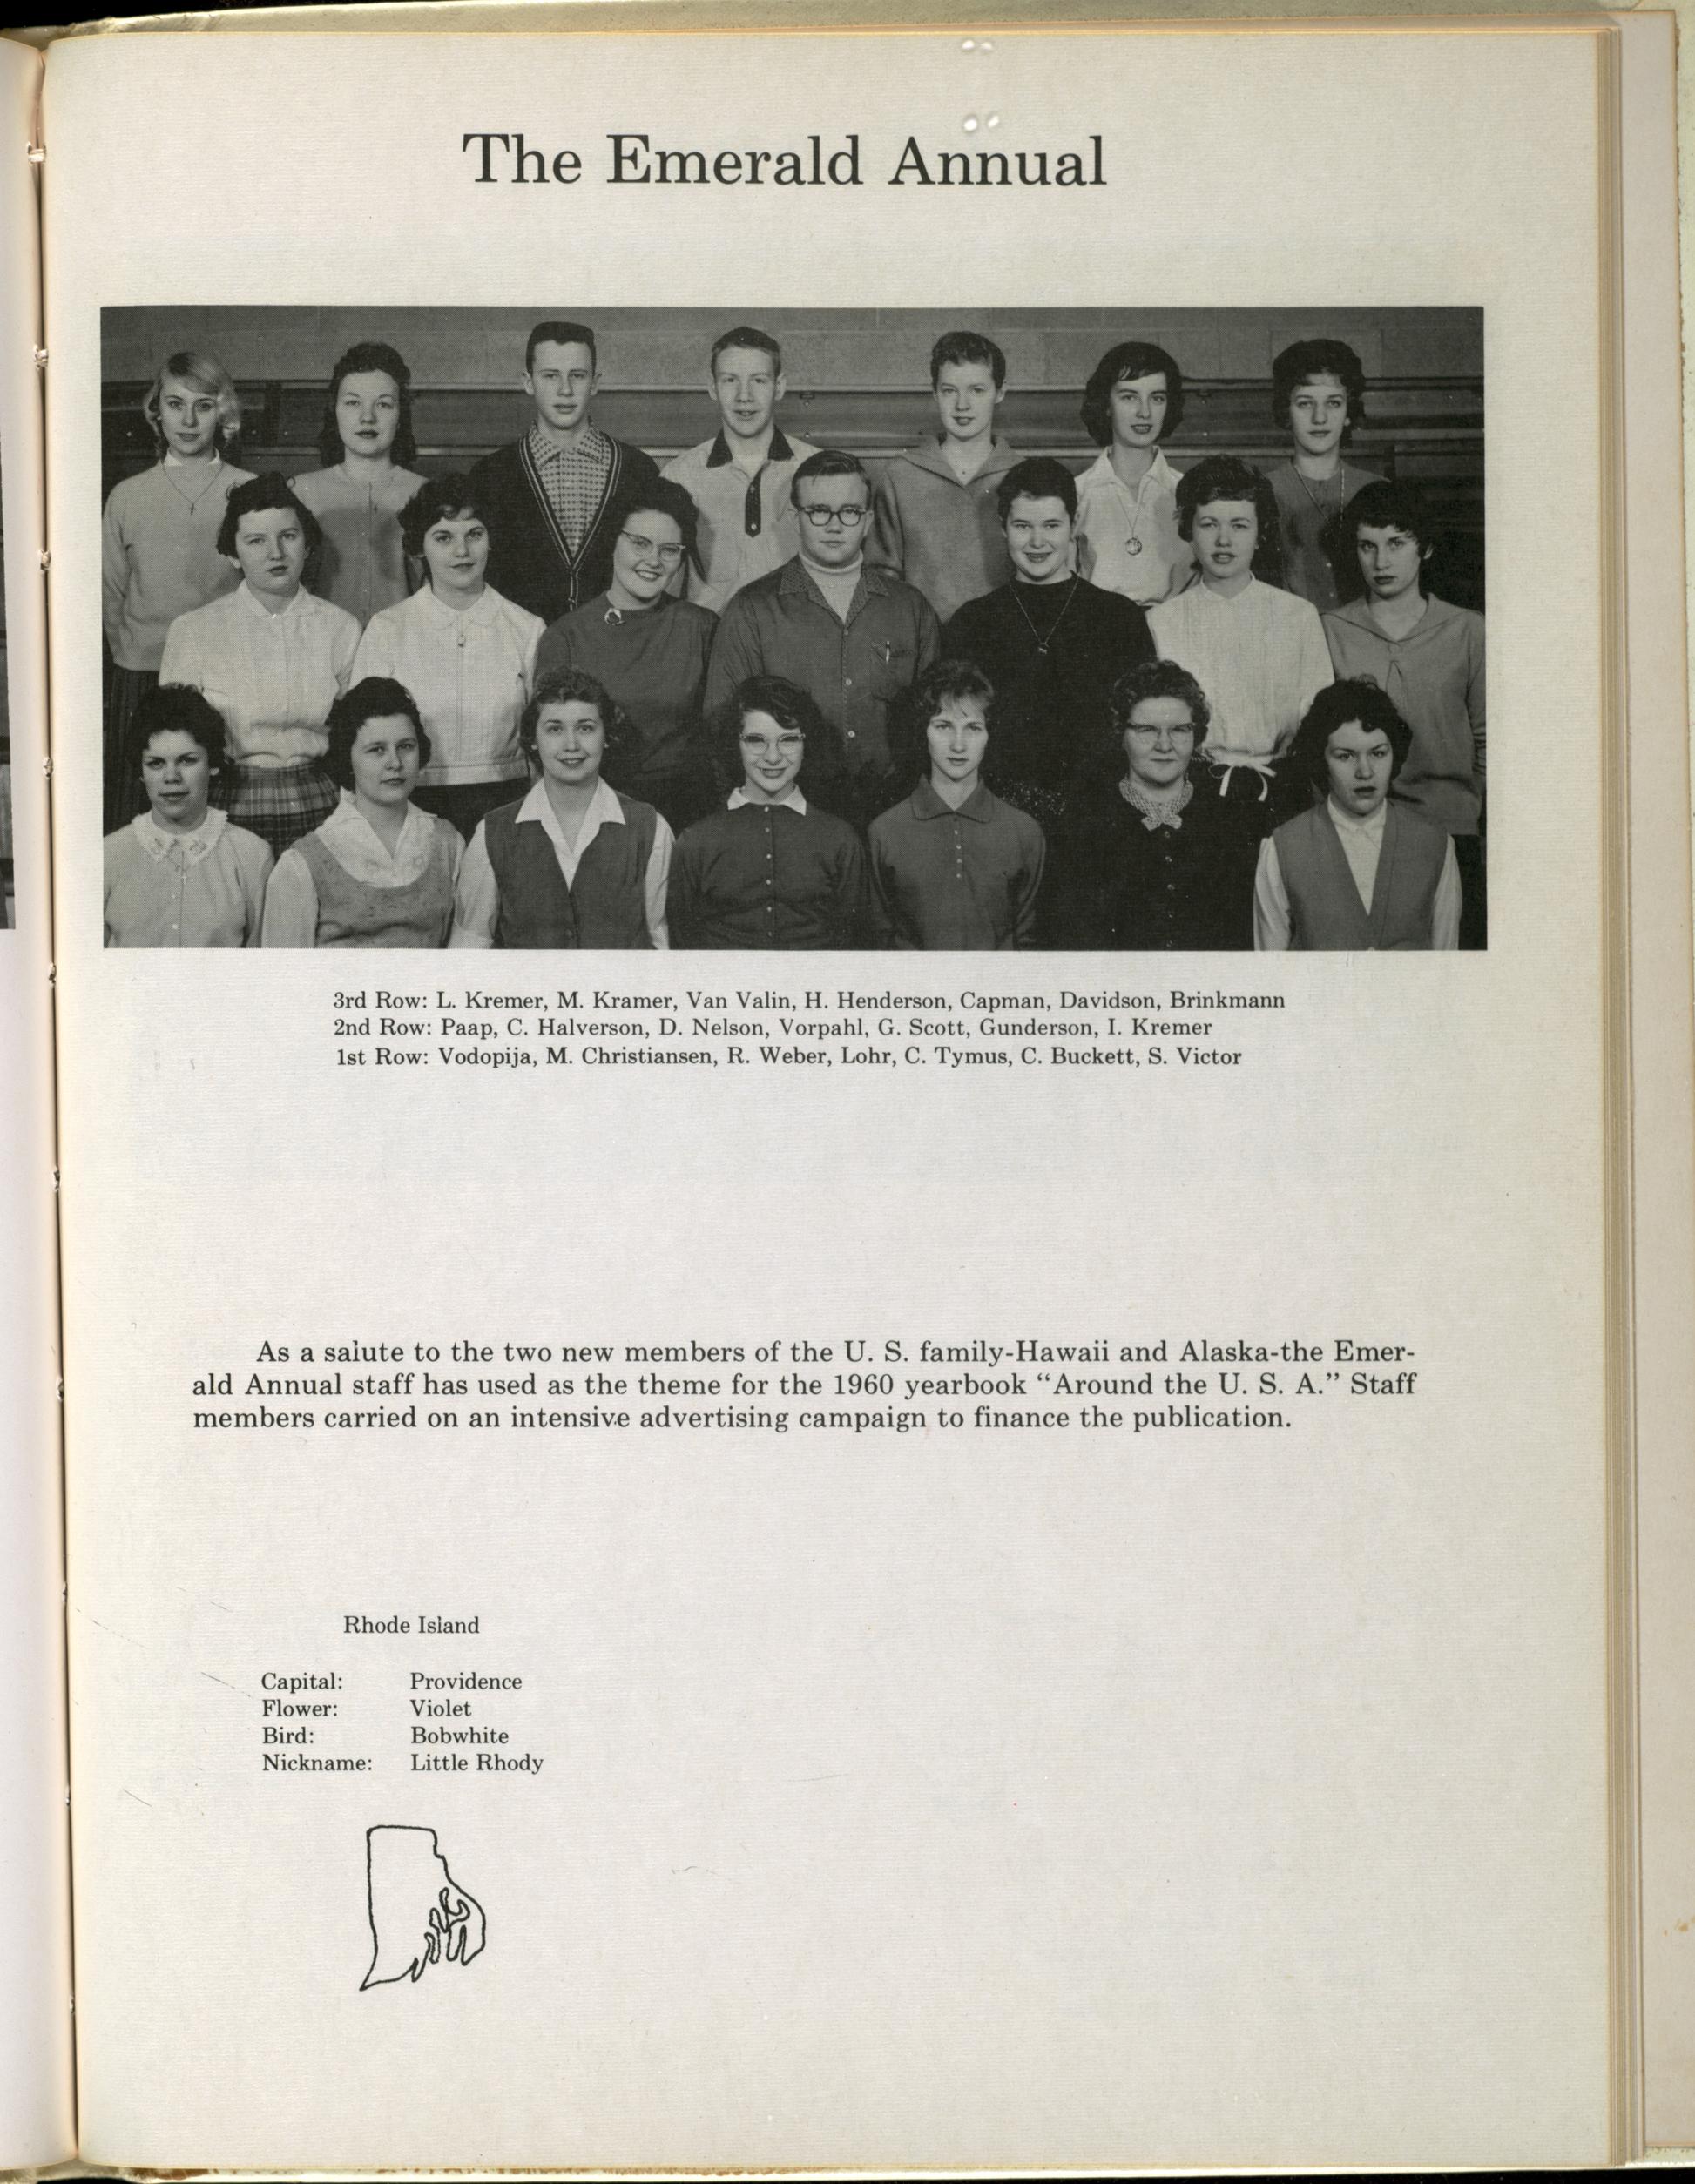 The Emerald Annual
3rd Row: L. Kremer, M. Kramer, Van Valin, H. Henderson, Capman, Davidson, Brinkmann
2nd Row: Paap, C. Halverson, D. Nelson, Vorpahl, G. Scott, Gunderson, I. Kremer
1st Row: Vodopija, M. Christiansen, R. Weber, Lohr, C. Tymus, C. Buckett, S. Victor
As a salute to the two new members of the U. S. family-Hawaii and Alaska-the Emer-
ald Annual staff has used as the theme for the 1960 yearbook “Around the U. S. A.” Staff
members carried on an intensive advertising campaign to finance the publication.
Rhode Island
Capital: Providence
Flower: Violet
Bird: Bobwhite
Nickname: Little Rhody